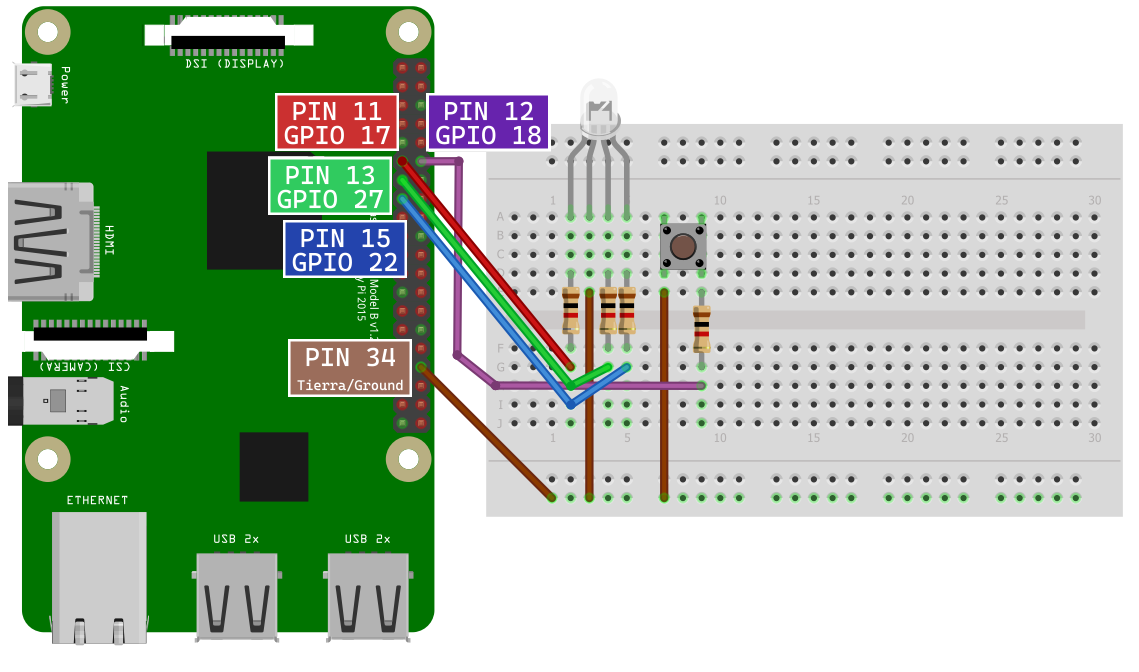 DSI (DISPLAY)
Power
PIN 11
GPIO 17
PIN 12
GPIO 18
PIN 13
GPIO 27
HDMI
PIN 15
GPIO 22
Model B v1.2
Pi 2015
PIN 34
Tierra/Ground
CSI (CAMERA)
Audio
ETHERNET
USB 2x
USB 2x
1 10 15 20 25 30
A
B
C
D
F
G
I
J
1 5 10 15 20 25 30